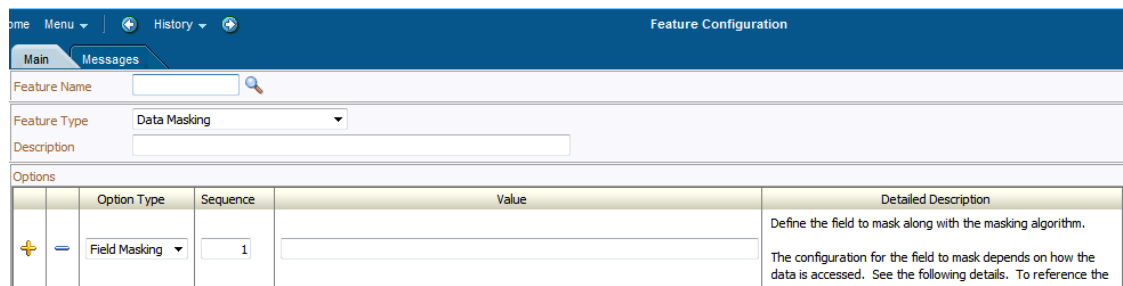 ome Menu History Feature Configuration
Main Messages
Feature Name
Feature Type Data Masking
Description
Options
Option Type Sequence Value Detailed Description
Define the field to mask along with the masking algorithm.
Field Masking 1
The configuration for the field to mask depends on how the
data is accessed. See the following details. To reference the